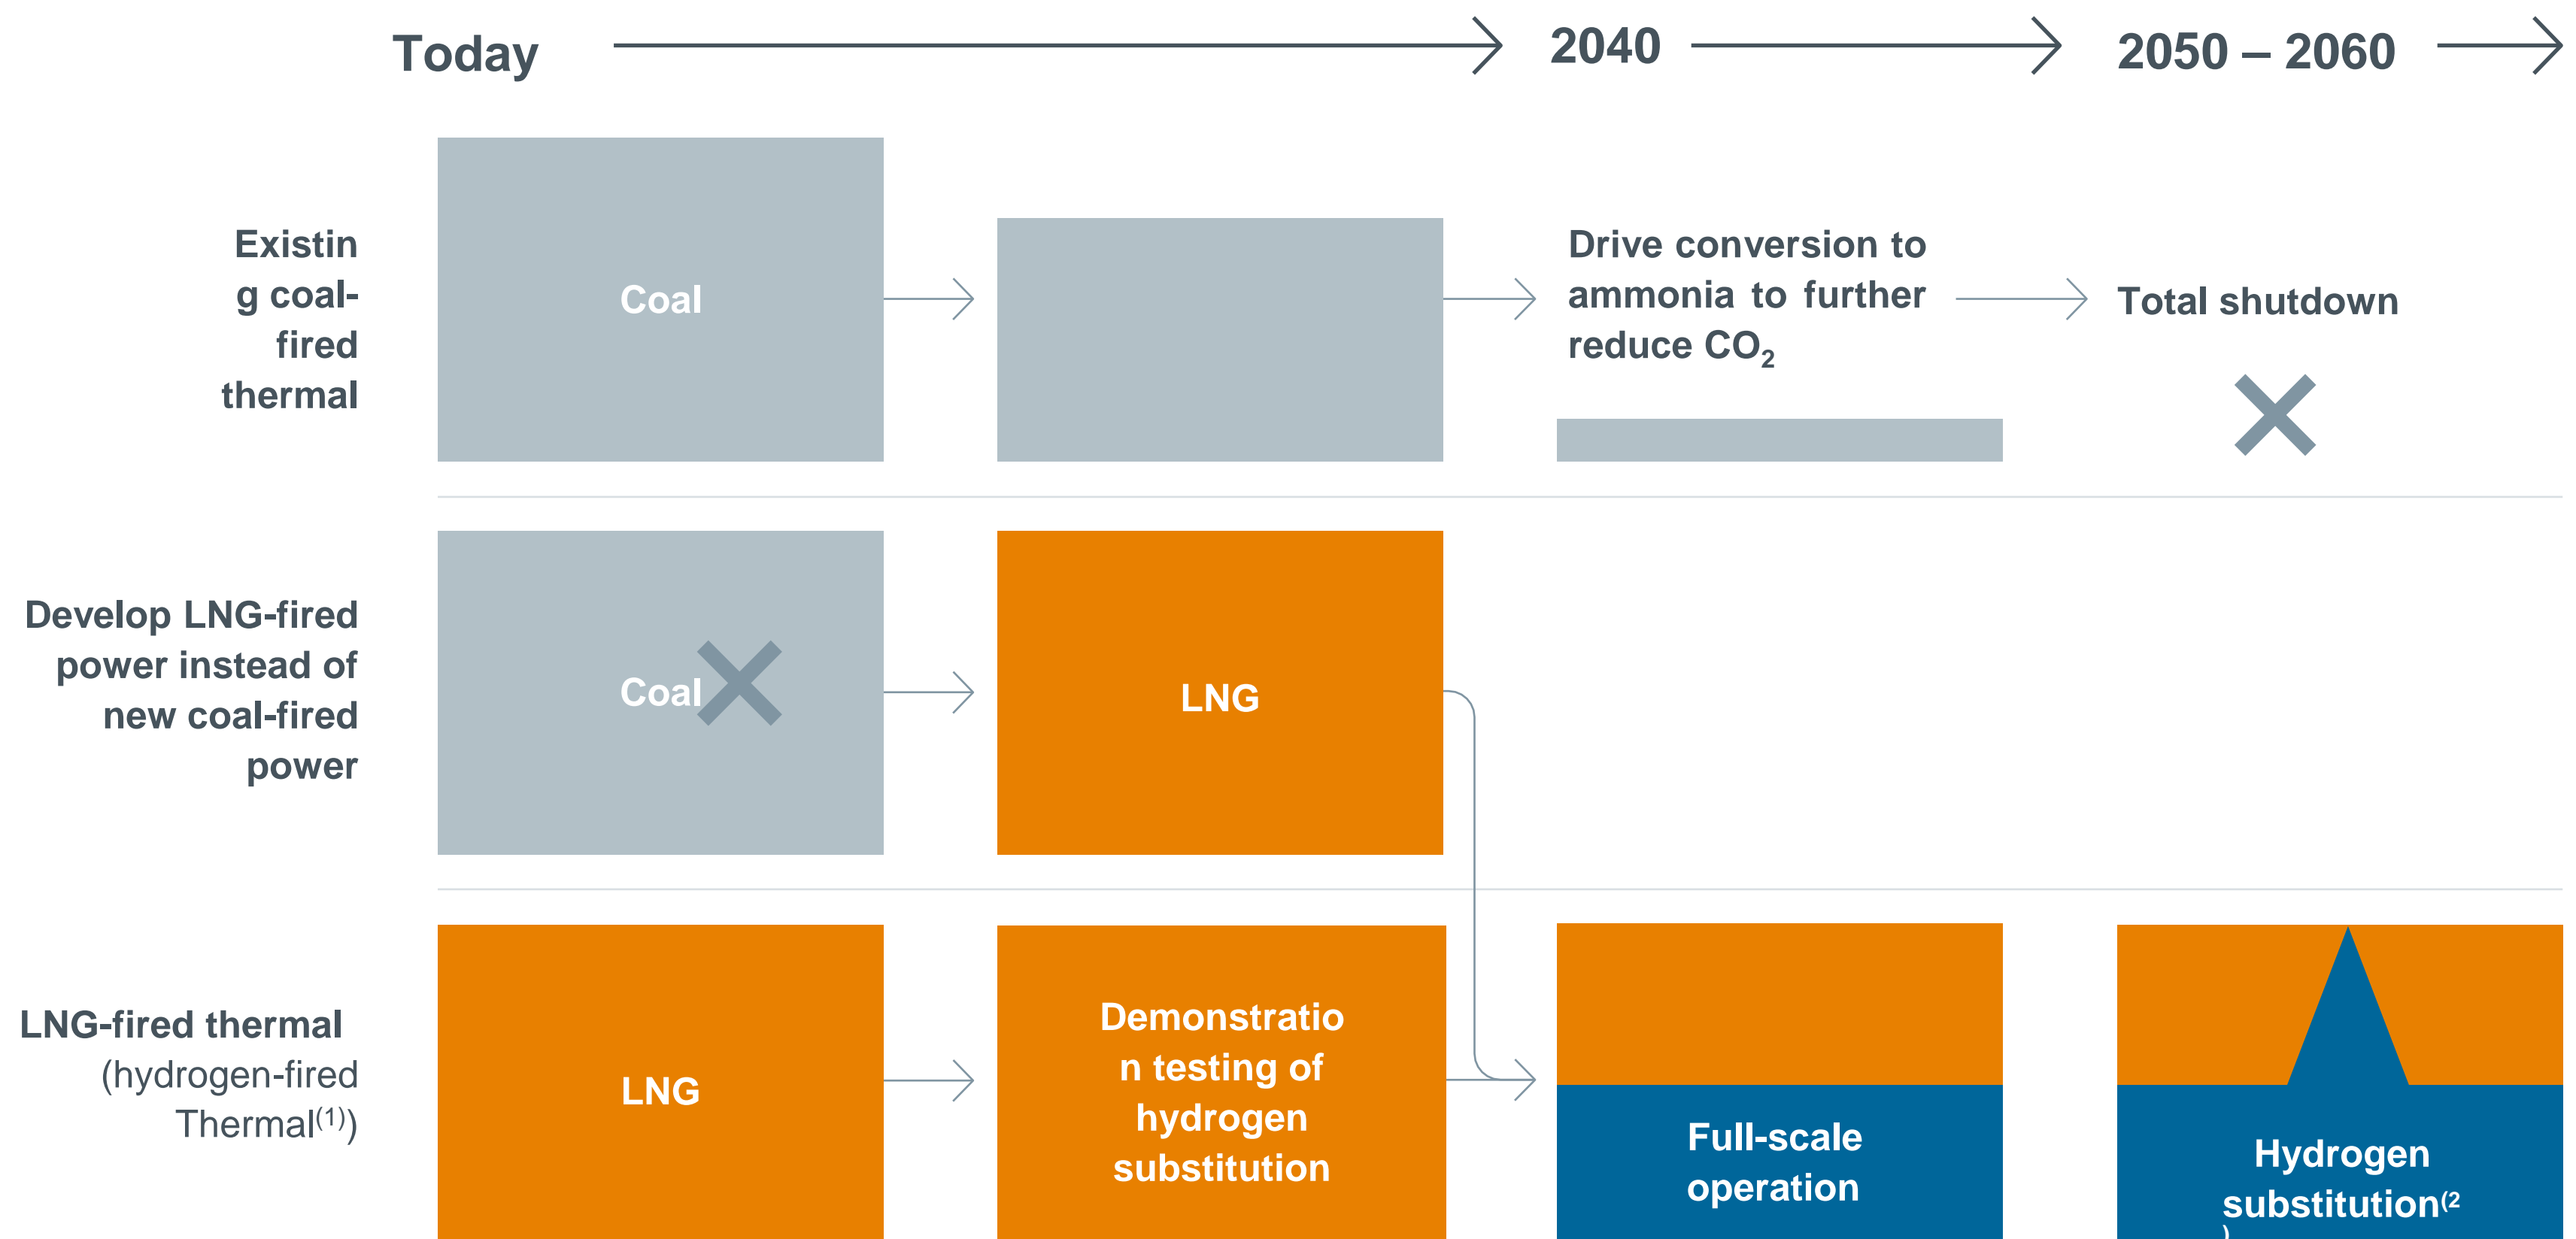 Today
2040
2050 – 2060
Existin
g coal-
fired
thermal
Coal
Drive conversion to
ammonia to further
reduce CO₂
Total shutdown
Develop LNG-fired
power instead of
new coal-fired
power
Coal
LNG
LNG-fired thermal
(hydrogen-fired
Thermal⁽¹⁾)
LNG
Demonstratio
n testing of
hydrogen
substitution
Full-scale
operation
Hydrogen
substitution⁽²
⁾